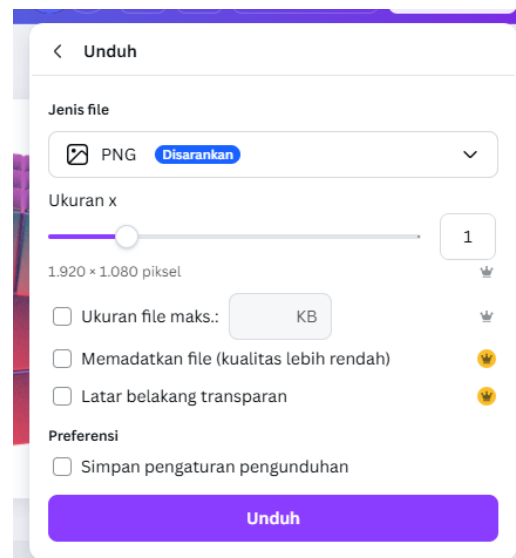 Unduh
Jenis file
PNG Disarankan
Ukuran x
1
1.920 × 1.080 piksel
Ukuran file maks.: KB
Memadatkan file (kualitas lebih rendah)
Latar belakang transparan
Preferensi
Simpan pengaturan pengunduhan
Unduh